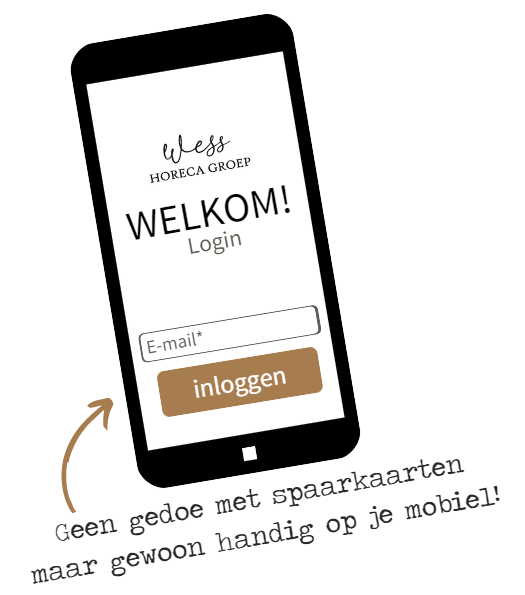 Wess
HORECA GROEP
WELKOM!
Login
E-mail*
inloggen
Geen gedoe met spaarkaarten
maar gewoon handig op je mobiel!